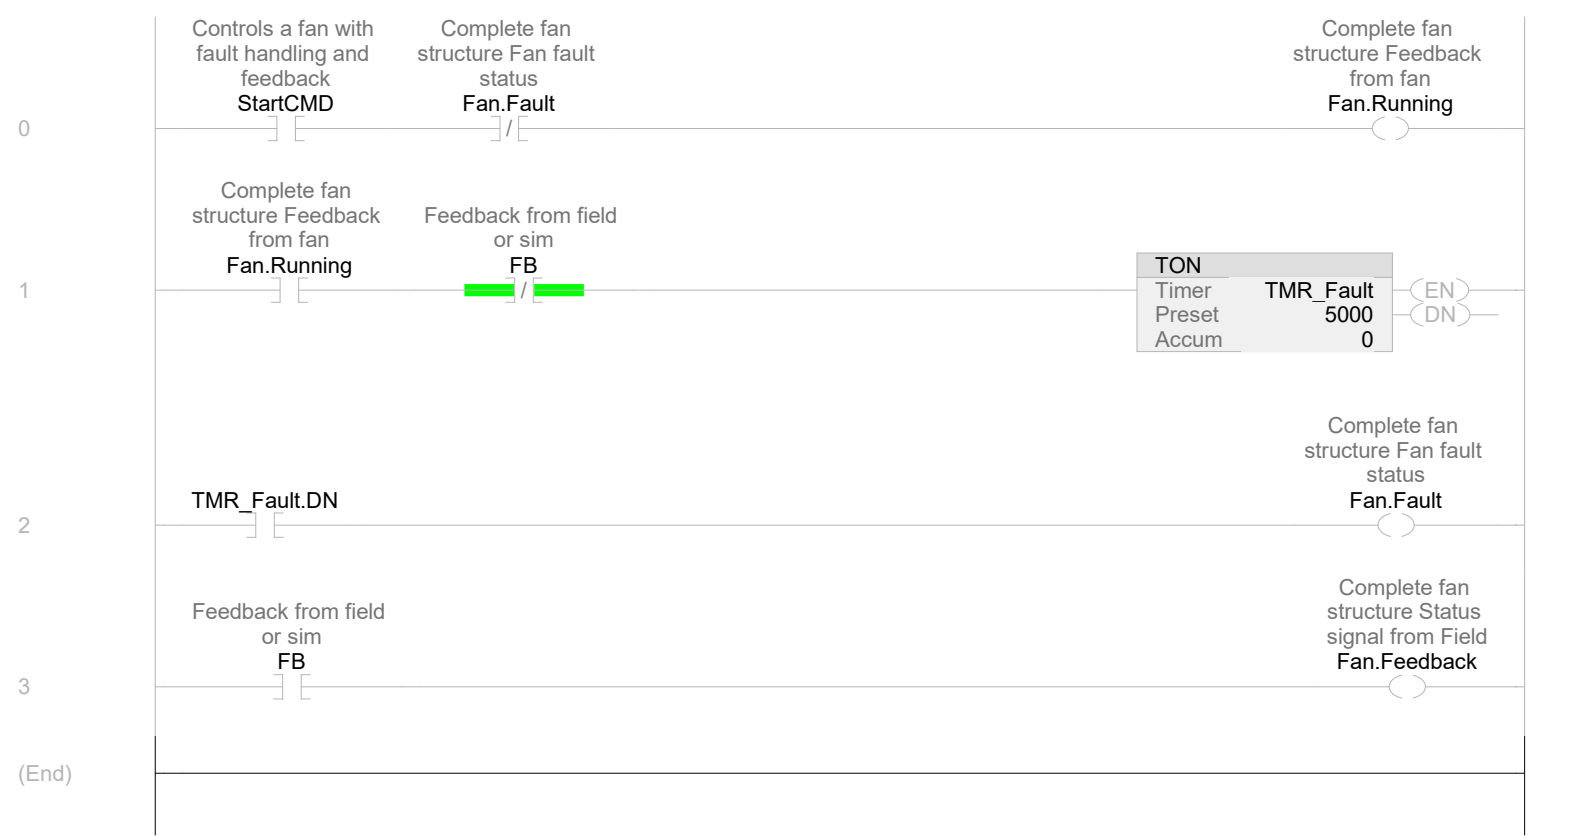 Controls a fan with
fault handling and
feedback
StartCMD
Complete fan
structure Fan fault
status
Fan.Fault
Complete fan
structure Feedback
from fan
Fan.Running
0
/
Complete fan
structure Feedback
from fan
Fan.Running
Feedback from field
or sim
FB
1
/
TON
Timer TMR_Fault
Preset 5000
Accum 0
EN
DN
TMR_Fault.DN
Complete fan
structure Fan fault
status
Fan.Fault
2
Feedback from field
or sim
FB
Complete fan
structure Status
signal from Field
Fan.Feedback
3
(End)